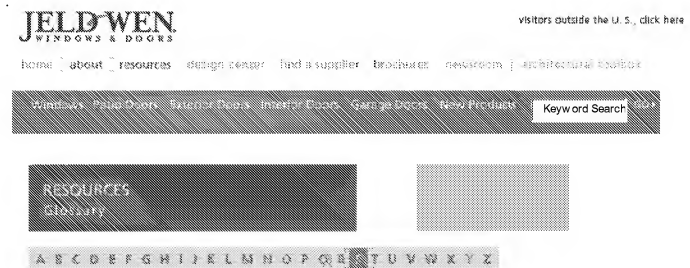 JELD-WEN.
WINDOWS & DOORS
visitors outside the U. S., click here
home about resources design center find a supplier brochures newsroom architectural toolbox
Windows Patio Doors Exterior Doors Interior Doors Garage Doors New Products Keyword Search GO
RESOURCES
Glossary
A B C D E F G H I J K L M N O P Q R S T U V W X Y Z